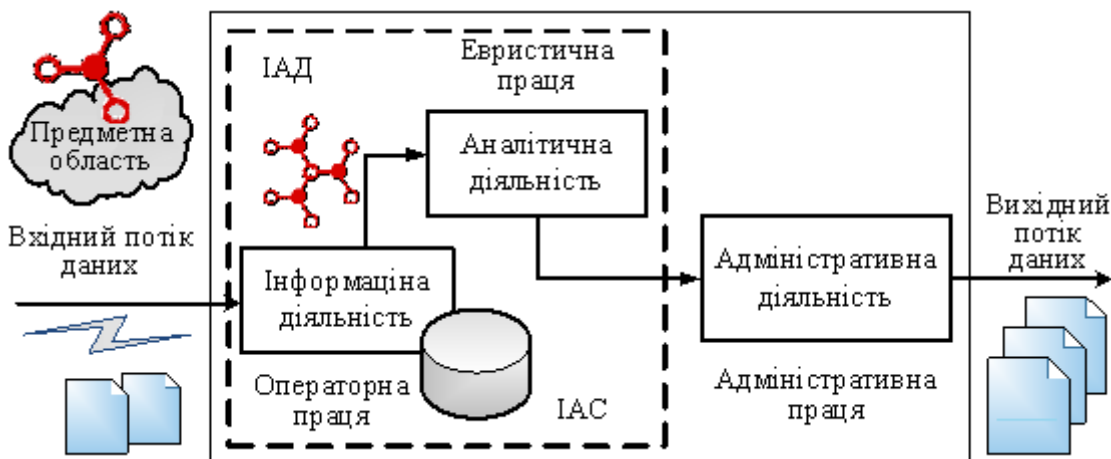 Предметна
область
Вхідний потік
даних
ІАД
Евристична
праця
Аналітична
діяльність
Інформаціна
діяльність
Операторна
праця
ІАС
Адміністративна
діяльність
Адміністративна
праця
Вихідний
потік
даних